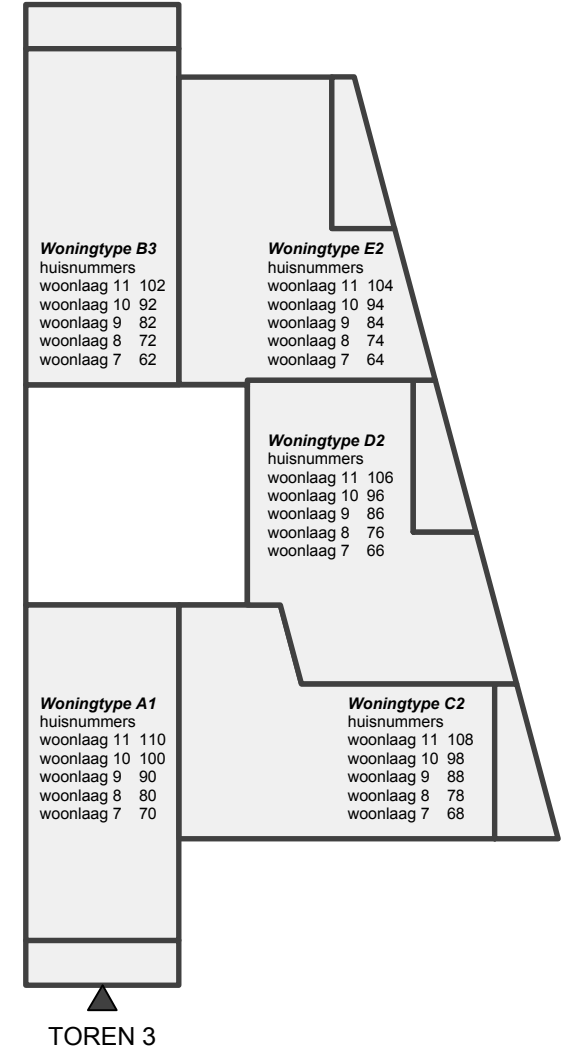 Woningtype B3
huisnummers
woonlaag 11 102
woonlaag 10 92
woonlaag 9 82
woonlaag 8 72
woonlaag 7 62
Woningtype E2
huisnummers
woonlaag 11 104
woonlaag 10 94
woonlaag 9 84
woonlaag 8 74
woonlaag 7 64
Woningtype D2
huisnummers
woonlaag 11 106
woonlaag 10 96
woonlaag 9 86
woonlaag 8 76
woonlaag 7 66
Woningtype A1
huisnummers
woonlaag 11 110
woonlaag 10 100
woonlaag 9 90
woonlaag 8 80
woonlaag 7 70
Woningtype C2
huisnummers
woonlaag 11 108
woonlaag 10 98
woonlaag 9 88
woonlaag 8 78
woonlaag 7 68
TOREN 3